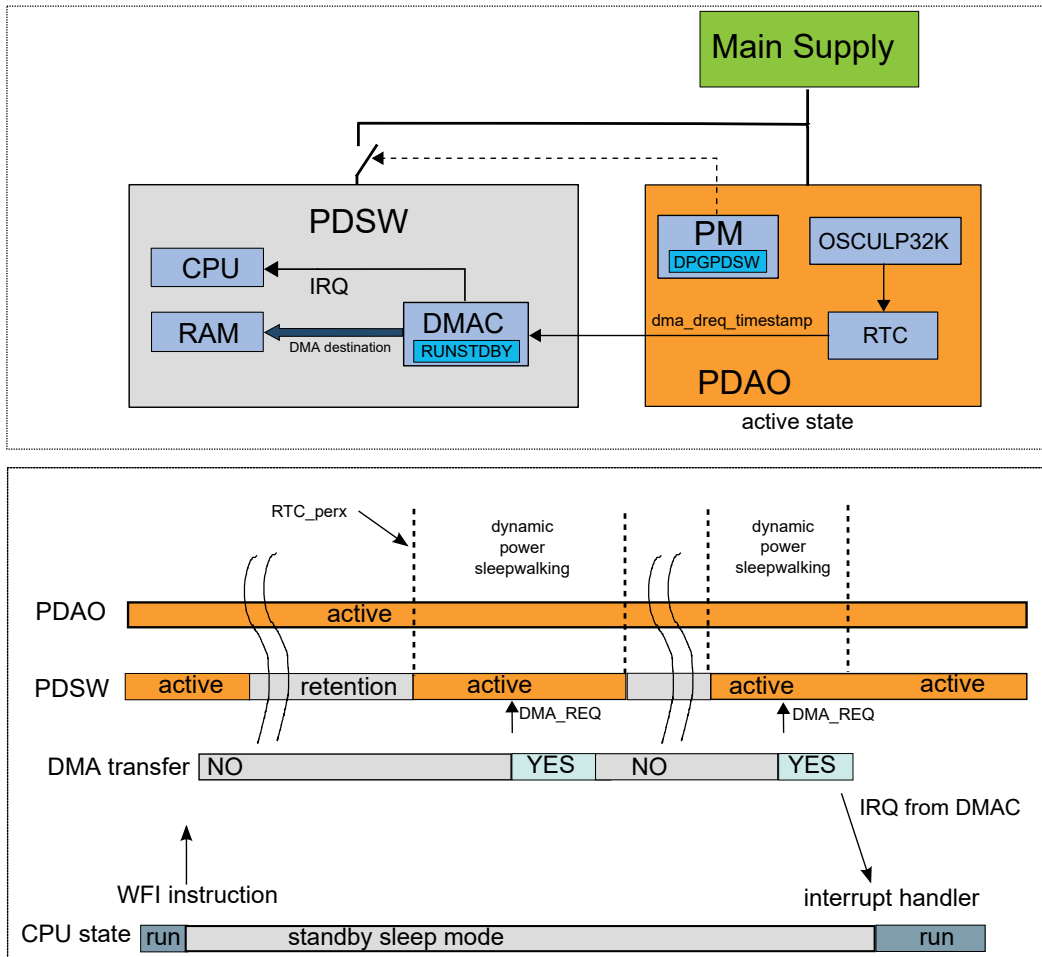 Main Supply
PDSW
PM
DPGPDSW
OSCULP32K
CPU
IRQ
RAM
DMA destination
DMAC
RUNSTDBY
dma_dreq_timestamp
RTC
PDAO
active state
RTC_perx
dynamic
power
sleepwalking
dynamic
power
sleepwalking
PDAO
active
PDSW
active
retention
active
active
active
DMA_REQ
DMA_REQ
DMA transfer
NO
YES
NO
YES
IRQ from DMAC
WFI instruction
interrupt handler
CPU state
run
standby sleep mode
run